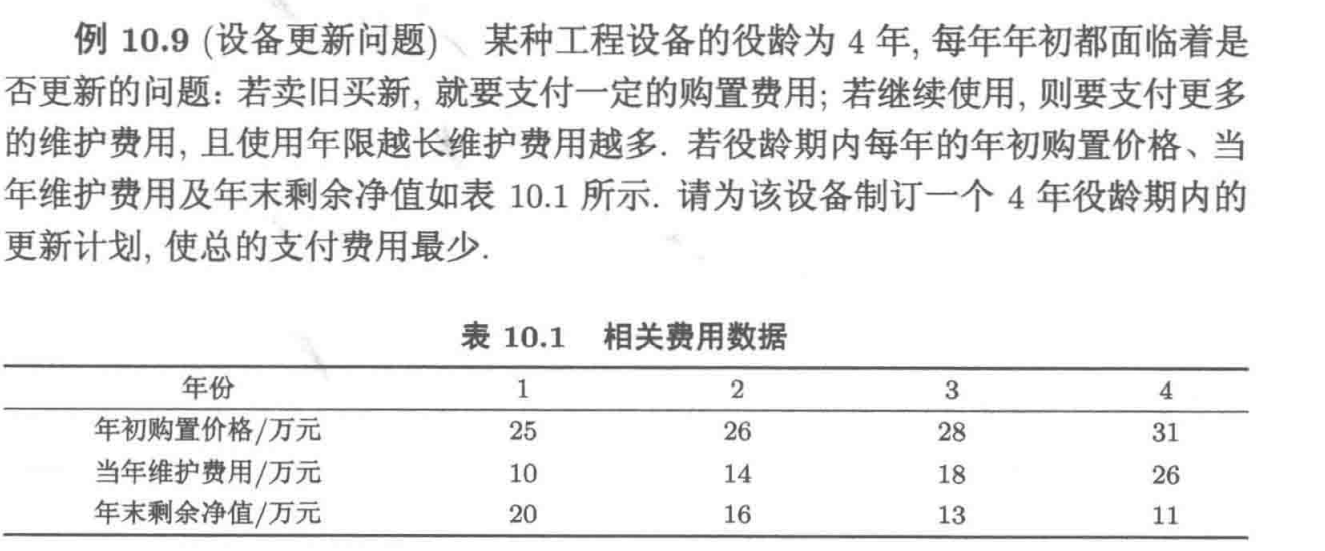 例 10.9 (设备更新问题) 某种工程设备的役龄为 4 年, 每年年初都面临着是
否更新的问题: 若卖旧买新, 就要支付一定的购置费用; 若继续使用, 则要支付更多
的维护费用, 且使用年限越长维护费用越多. 若役龄期内每年的年初购置价格、当
年维护费用及年末剩余净值如表 10.1 所示. 请为该设备制订一个 4 年役龄期内的
更新计划, 使总的支付费用最少.
表 10.1 相关费用数据
年份 1 2 3 4
年初购置价格/万元 25 26 28 31
当年维护费用/万元 10 14 18 26
年末剩余净值/万元 20 16 13 11